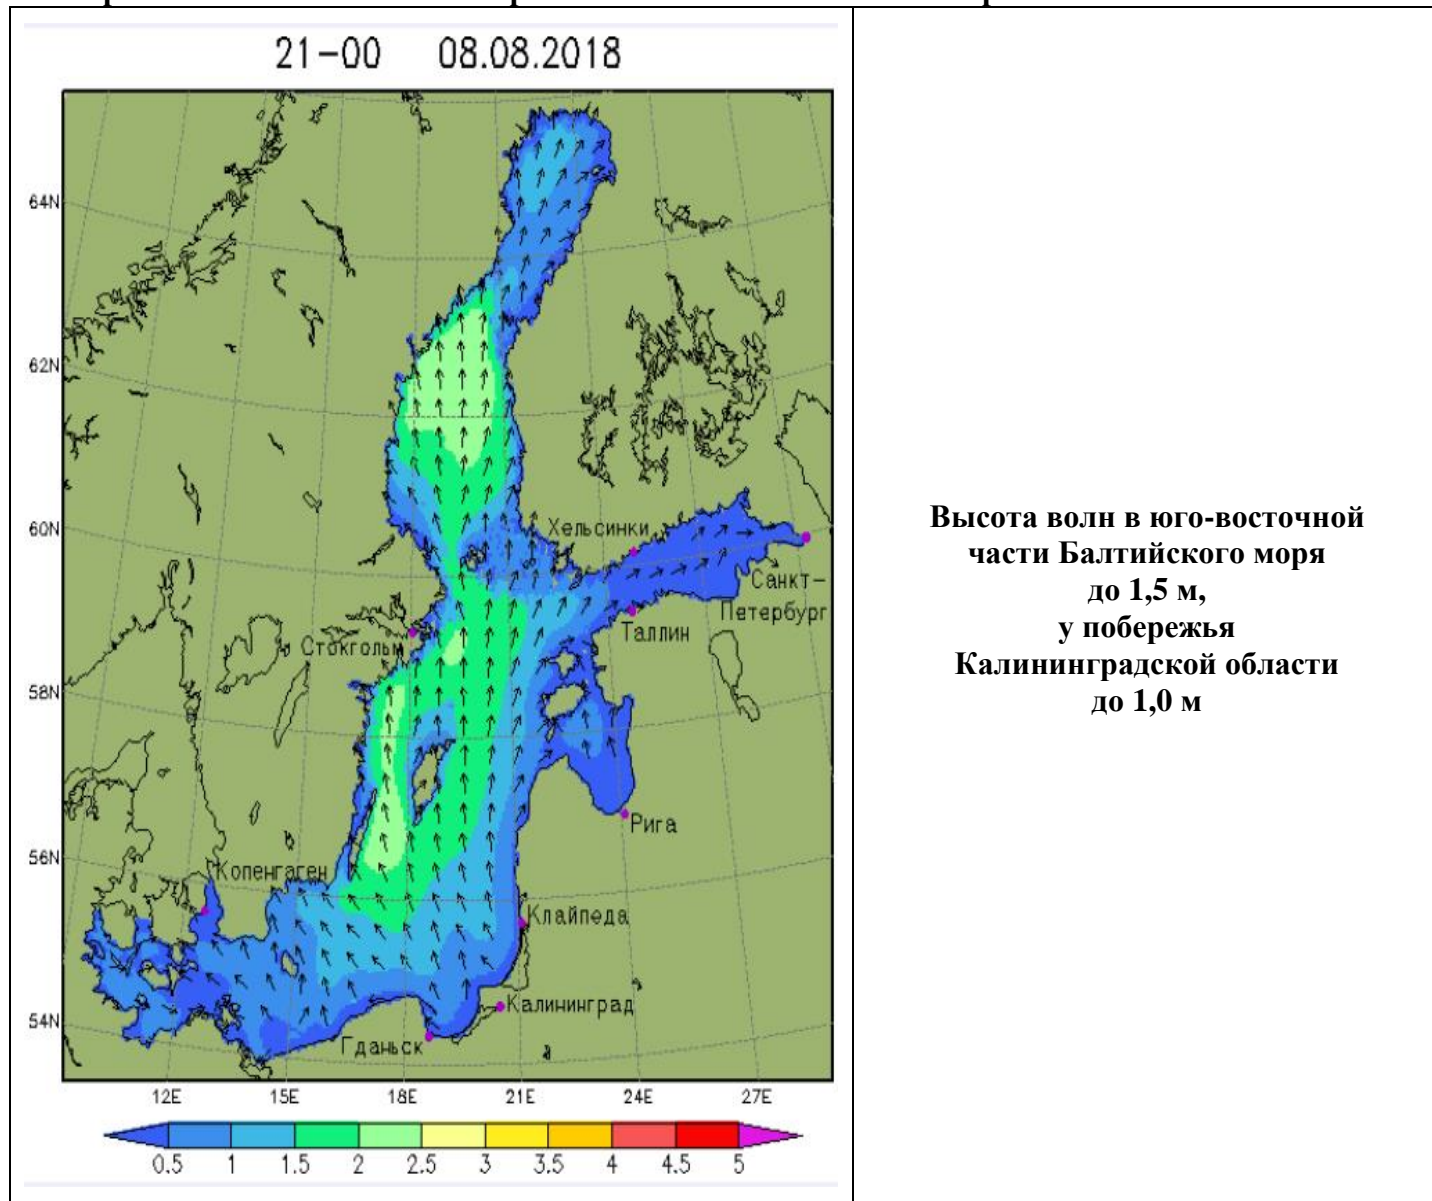 21-00 08.08.2018
64N
62N
60N
58N
56N
54N
Хельсинки
Санкт-
Петербург
Таллин
Стокгольм
Рига
Копенгаген
Клайпеда
Калининград
Гданьск
12E 15E 18E 21E 24E 27E
0.5 1 1.5 2 2.5 3 3.5 4 4.5 5
Высота волн в юго-восточной
части Балтийского моря
до 1,5 м,
у побережья
Калининградской области
до 1,0 м